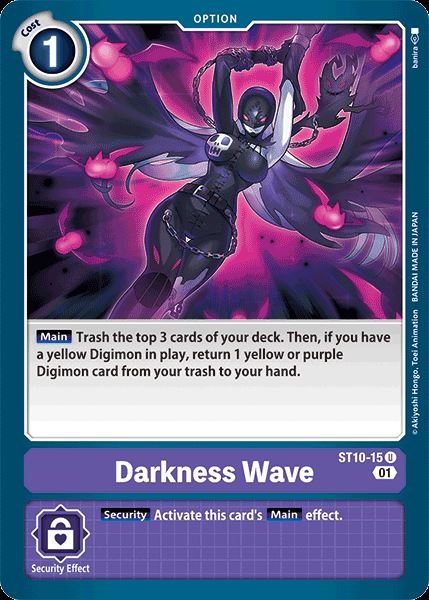 OPTION
Cost
1
banira
Main Trash the top 3 cards of your deck. Then, if you have
a yellow Digimon in play, return 1 yellow or purple
Digimon card from your trash to your hand.
© Akiyoshi Hongo, Toei Animation BANDAI MADE IN JAPAN
ST10-15 U
Darkness Wave
01
Security Activate this card's Main effect.
Security Effect